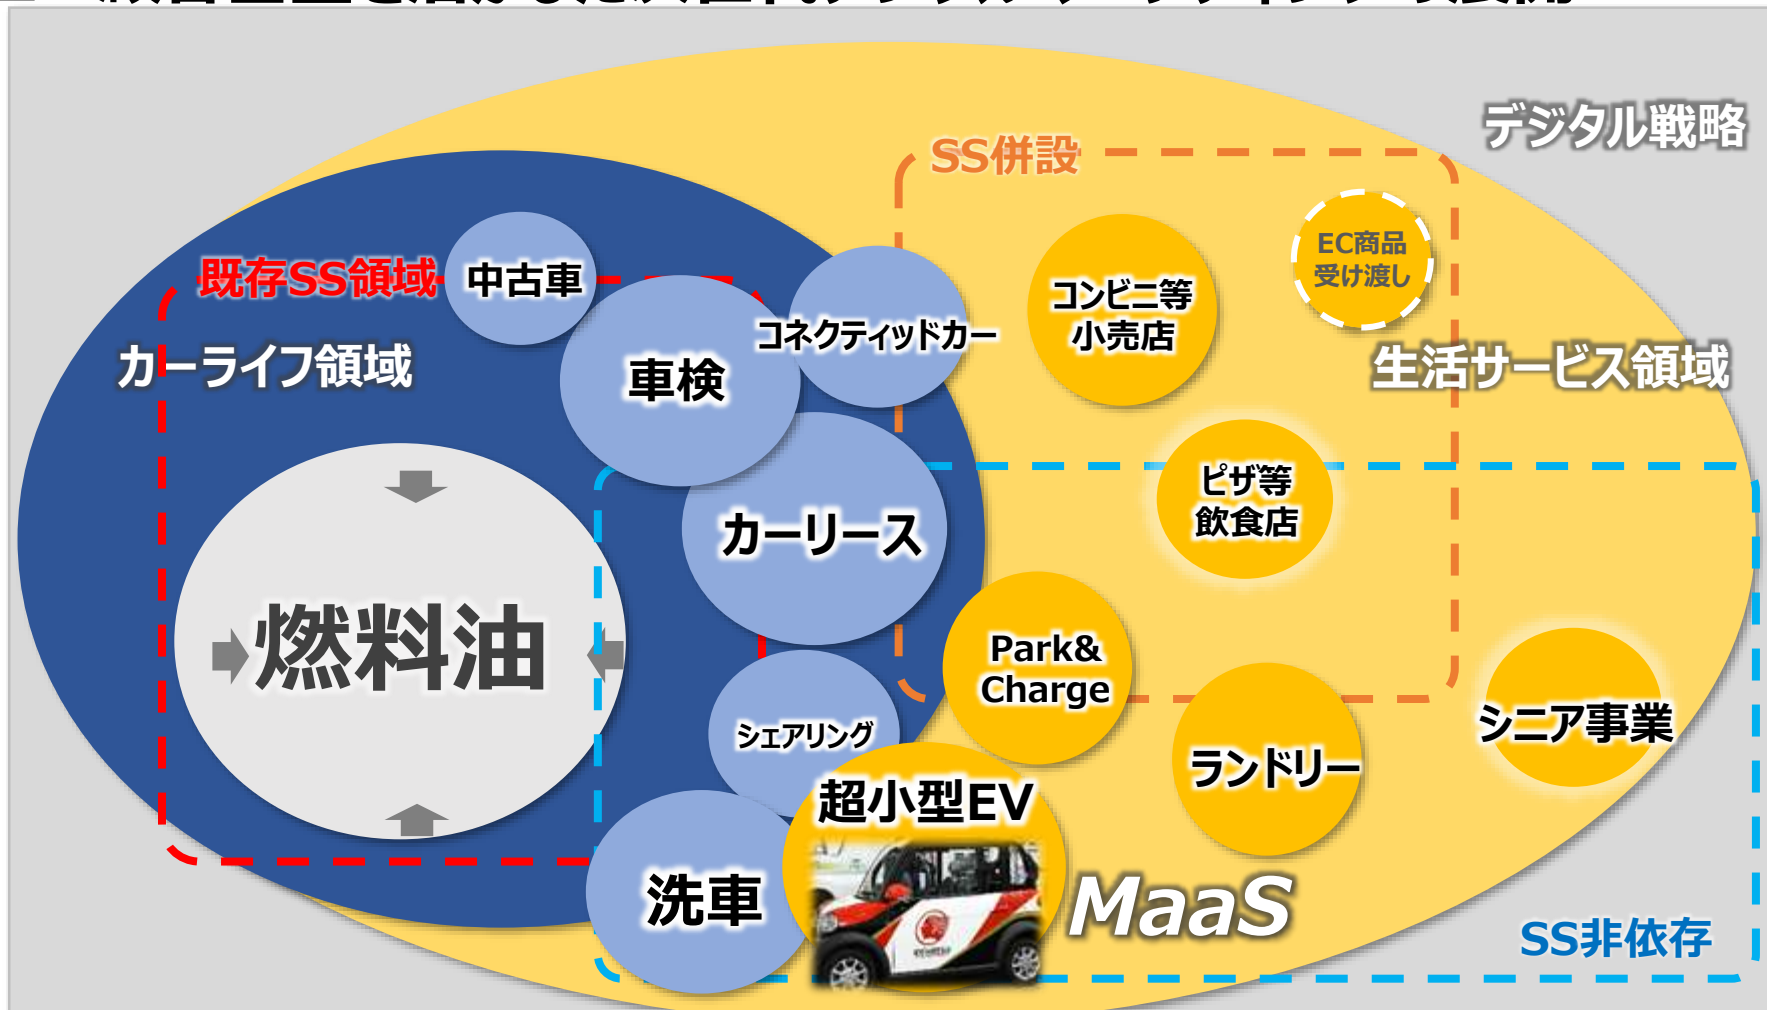 デジタル戦略
SS併設
EC商品
受け渡し
既存SS領域
中古車
コンビニ等
小売店
コネクティッドカー
カーライフ領域
車検
生活サービス領域
ピザ等
飲食店
カーリース
燃料油
Park&
Charge
シェアリング
シニア事業
ランドリー
超小型EV
洗車
MaaS
SS非依存